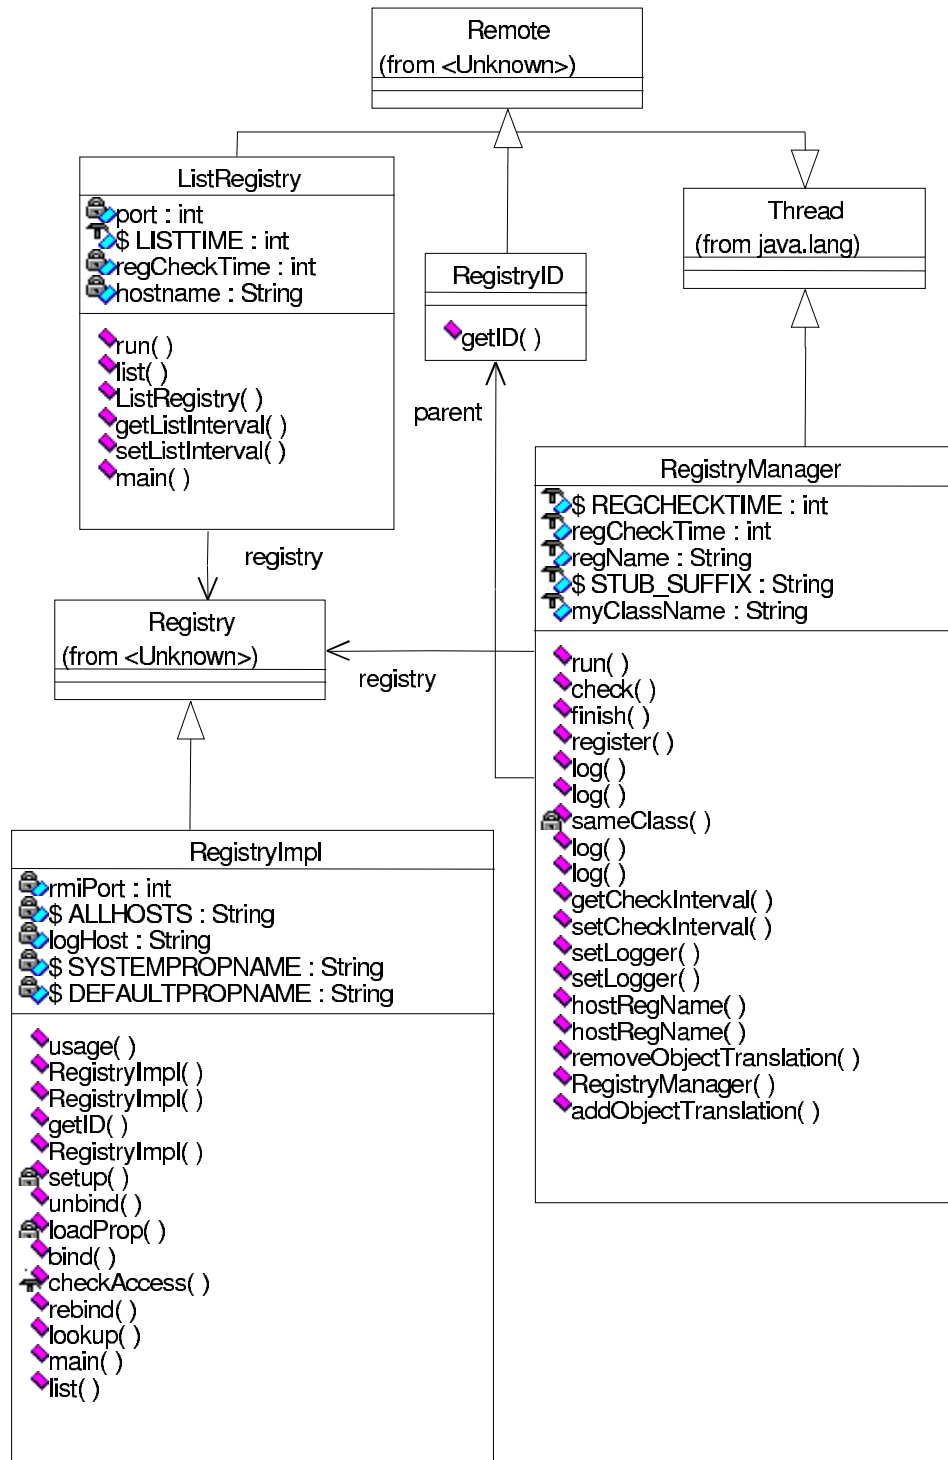 Remote
(from <Unknown>)
ListRegistry
port : int
$ LISTTIME : int
regCheckTime : int
hostname : String
run( )
list( )
ListRegistry( )
getListInterval( )
setListInterval( )
main( )
RegistryID
getID( )
Thread
(from java.lang)
parent
registry
Registry
(from <Unknown>)
registry
RegistryManager
$ REGCHECKTIME : int
regCheckTime : int
regName : String
$ STUB_SUFFIX : String
myClassName : String
run( )
check( )
finish( )
register( )
log( )
log( )
sameClass( )
log( )
log( )
getCheckInterval( )
setCheckInterval( )
setLogger( )
setLogger( )
hostRegName( )
hostRegName( )
removeObjectTranslation( )
RegistryManager( )
addObjectTranslation( )
RegistryImpl
rmiPort : int
$ ALLHOSTS : String
logHost : String
$ SYSTEMPROPNAME : String
$ DEFAULTPROPNAME : String
usage( )
RegistryImpl( )
RegistryImpl( )
getID( )
RegistryImpl( )
setup( )
unbind( )
loadProp( )
bind( )
checkAccess( )
rebind( )
lookup( )
main( )
list( )